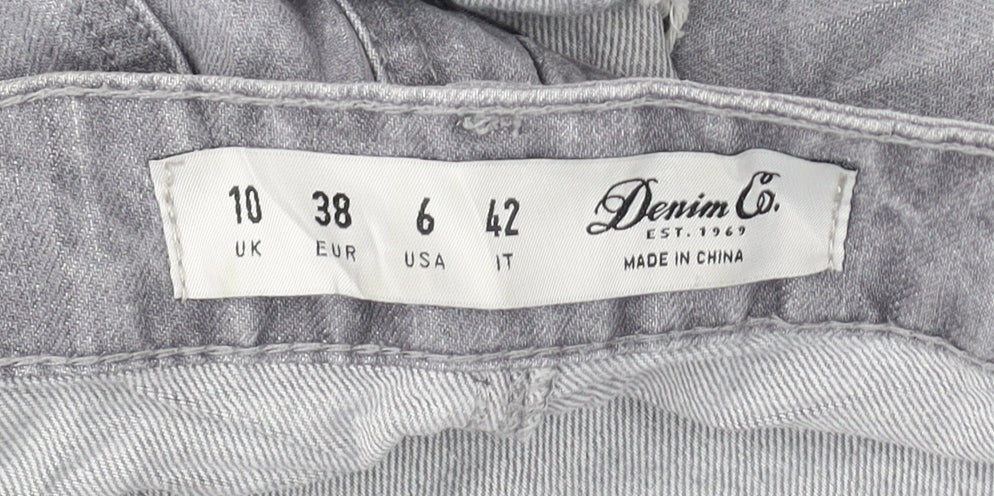 10 38 6 42
UK EUR USA IT
Denim Co.
EST. 1969
MADE IN CHINA